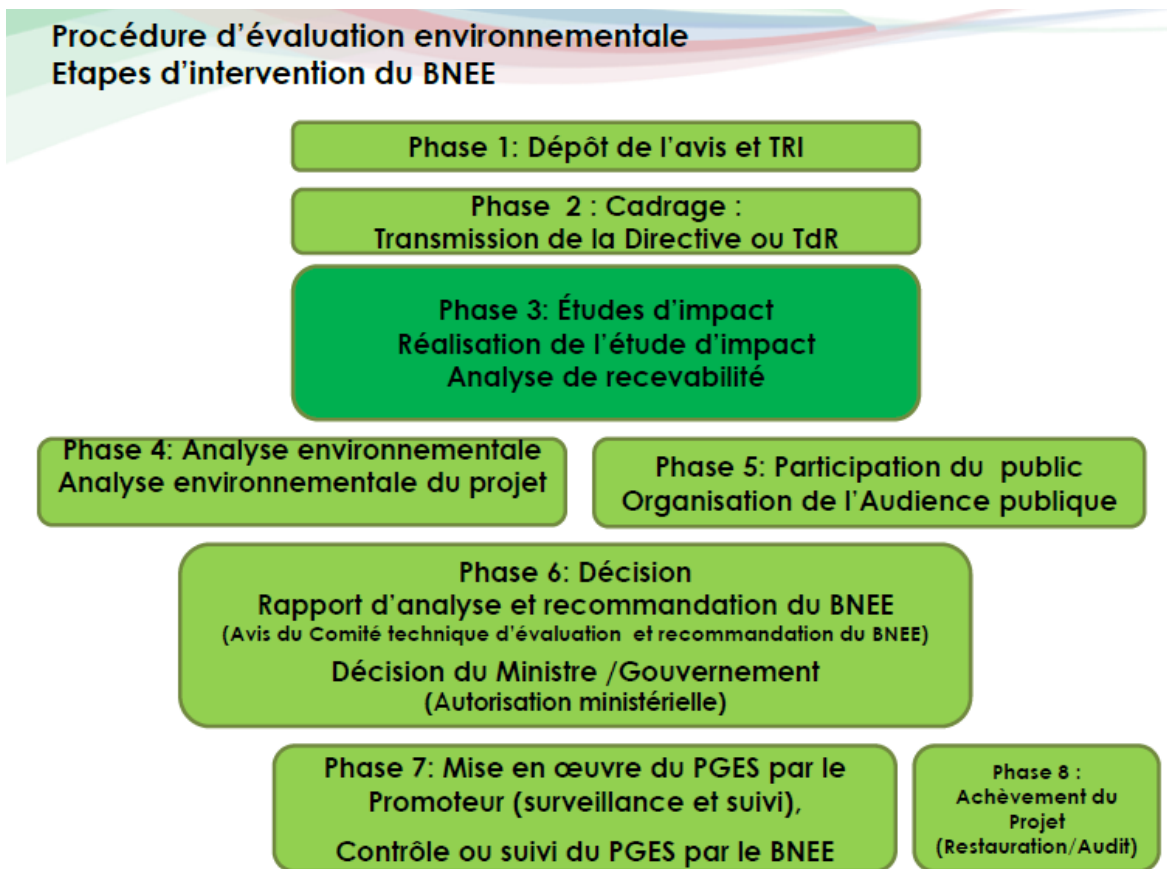 Procédure d'évaluation environnementale
Etapes d'intervention du BNEE
Phase 1: Dépôt de l'avis et TRI
Phase 2 : Cadrage :
Transmission de la Directive ou TdR
Phase 3: Études d'impact
Réalisation de l'étude d'impact
Analyse de recevabilité
Phase 4: Analyse environnementale
Analyse environnementale du projet
Phase 5: Participation du public
Organisation de l'Audience publique
Phase 6: Décision
Rapport d'analyse et recommandation du BNEE
(Avis du Comité technique d'évaluation et recommandation du BNEE)
Décision du Ministre /Gouvernement
(Autorisation ministérielle)
Phase 7: Mise en œuvre du PGES par le
Promoteur (surveillance et suivi),
Contrôle ou suivi du PGES par le BNEE
Phase 8 :
Achèvement du
Projet
(Restauration/Audit)